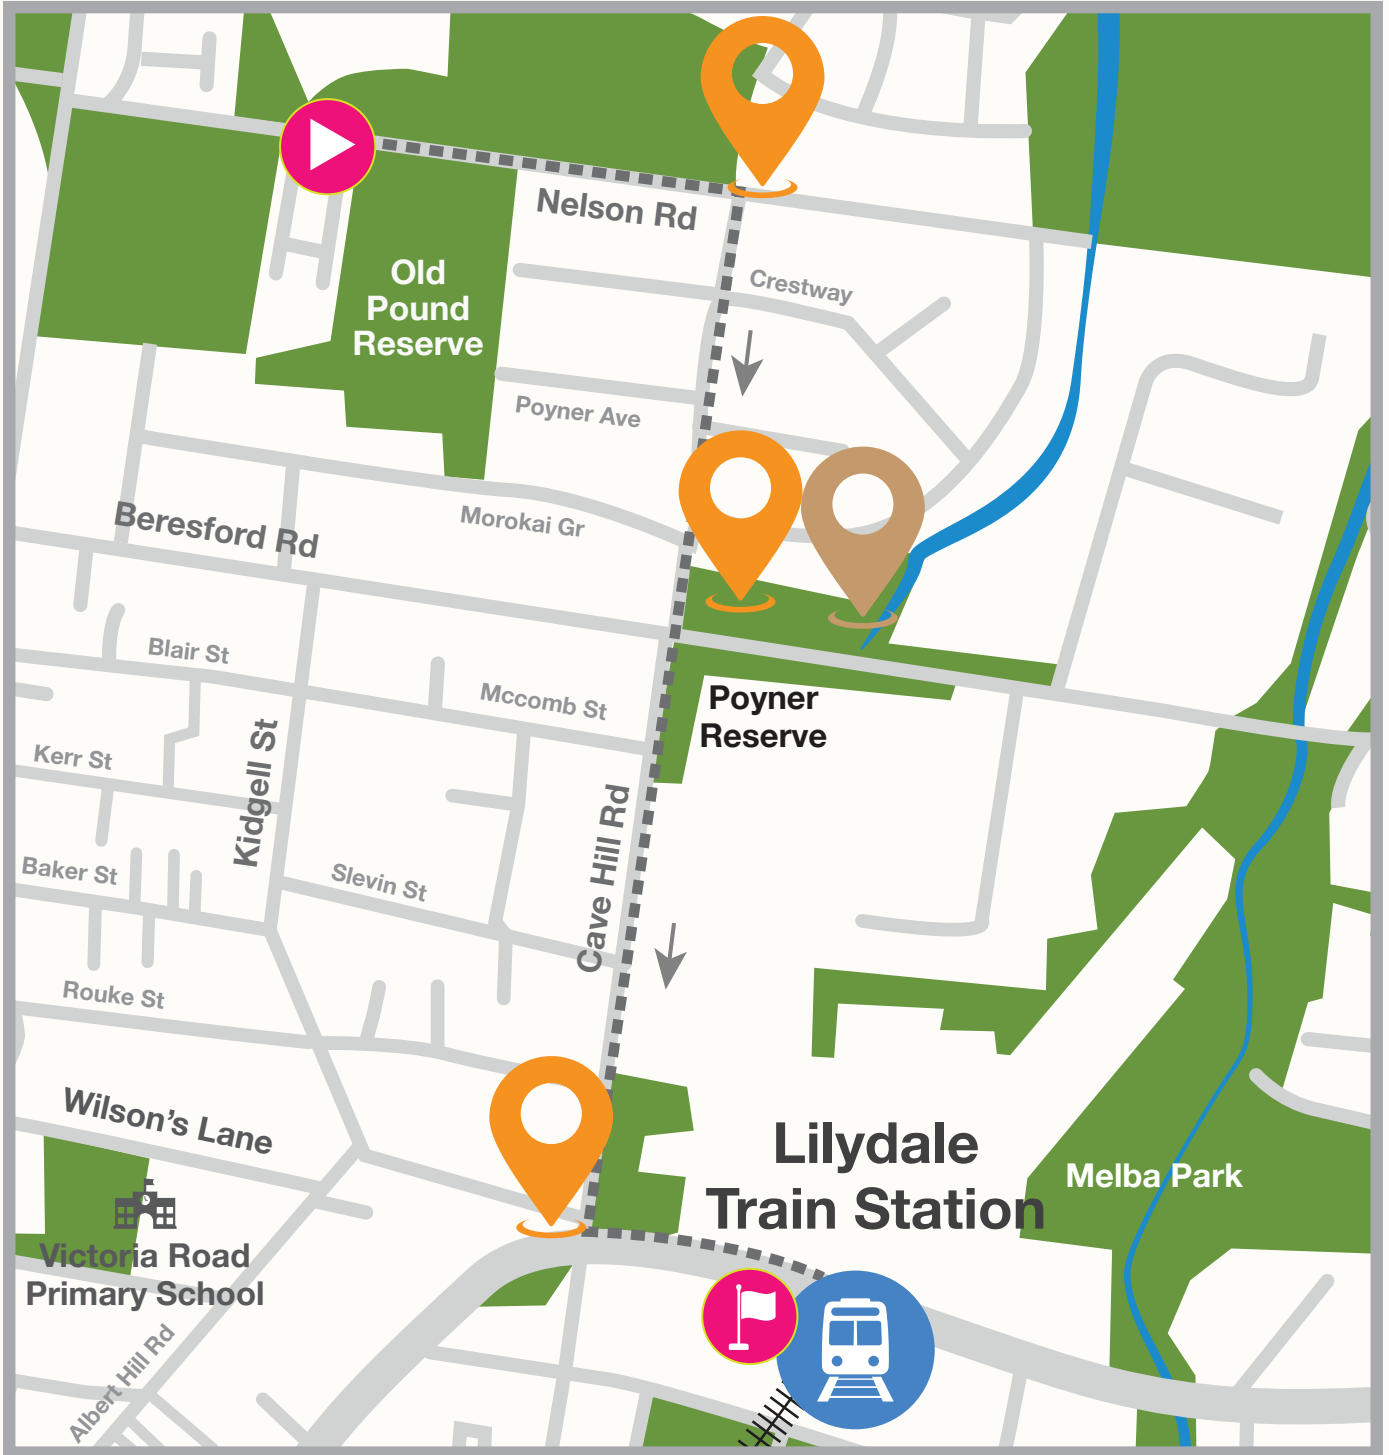 Nelson Rd
Old
Pound
Reserve
Crestway
Poyner Ave
Morokai Gr
Beresford Rd
Blair St
Mccomb St
Poyner
Reserve
Kidgell St
Kerr St
Cave Hill Rd
Baker St
Slevin St
Rouke St
Wilson's Lane
Lilydale
Train Station
Melba Park
Victoria Road
Primary School
Albert Hill Rd